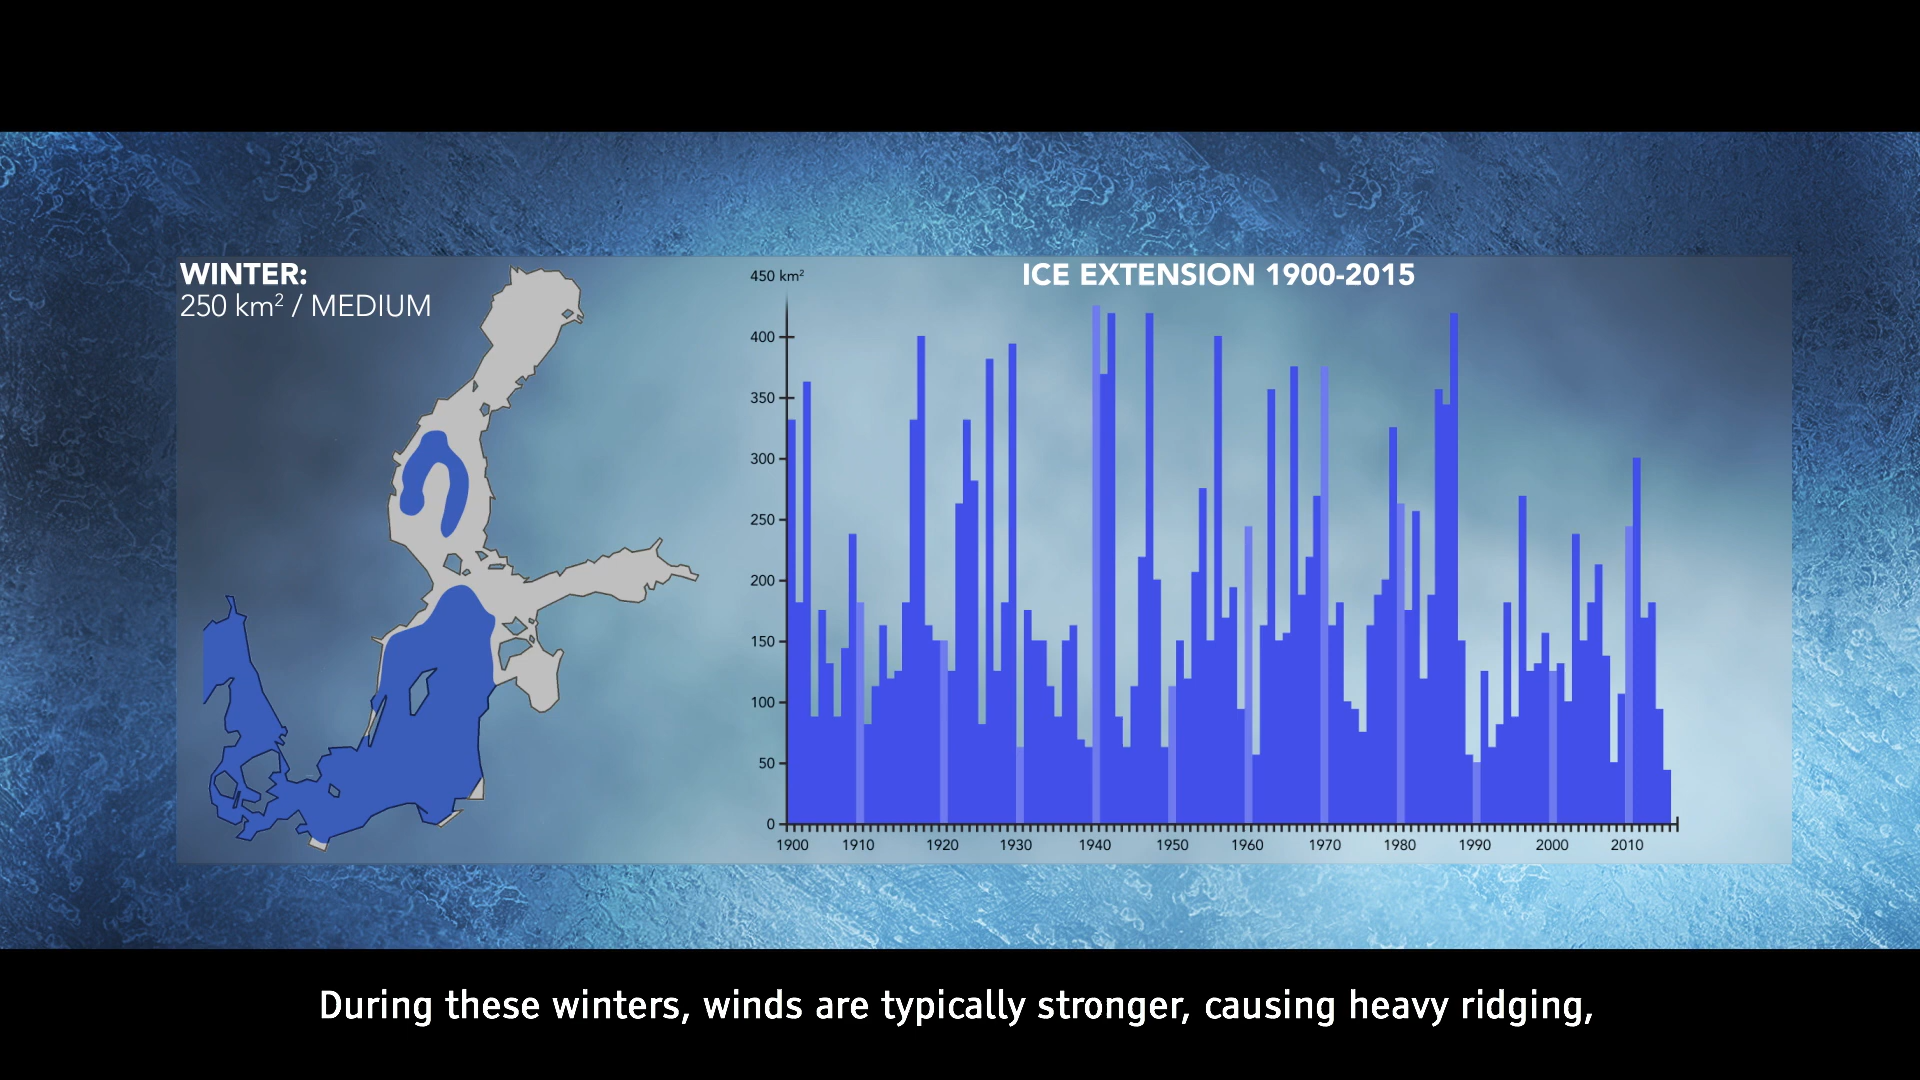 WINTER:
250 km² / MEDIUM
ICE EXTENSION 1900-2015
450 km²
400
350
300
250
200
150
100
50
0
1900 1910 1920 1930 1940 1950 1960 1970 1980 1990 2000 2010
During these winters, winds are typically stronger, causing heavy ridging,